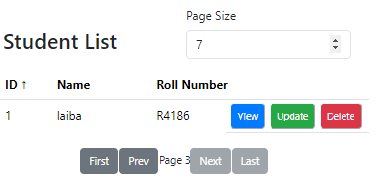 Page Size
Student List
7
ID ↑ Name Roll Number
1 laiba R4186 View Update Delete
First Prev Page 3 Next Last